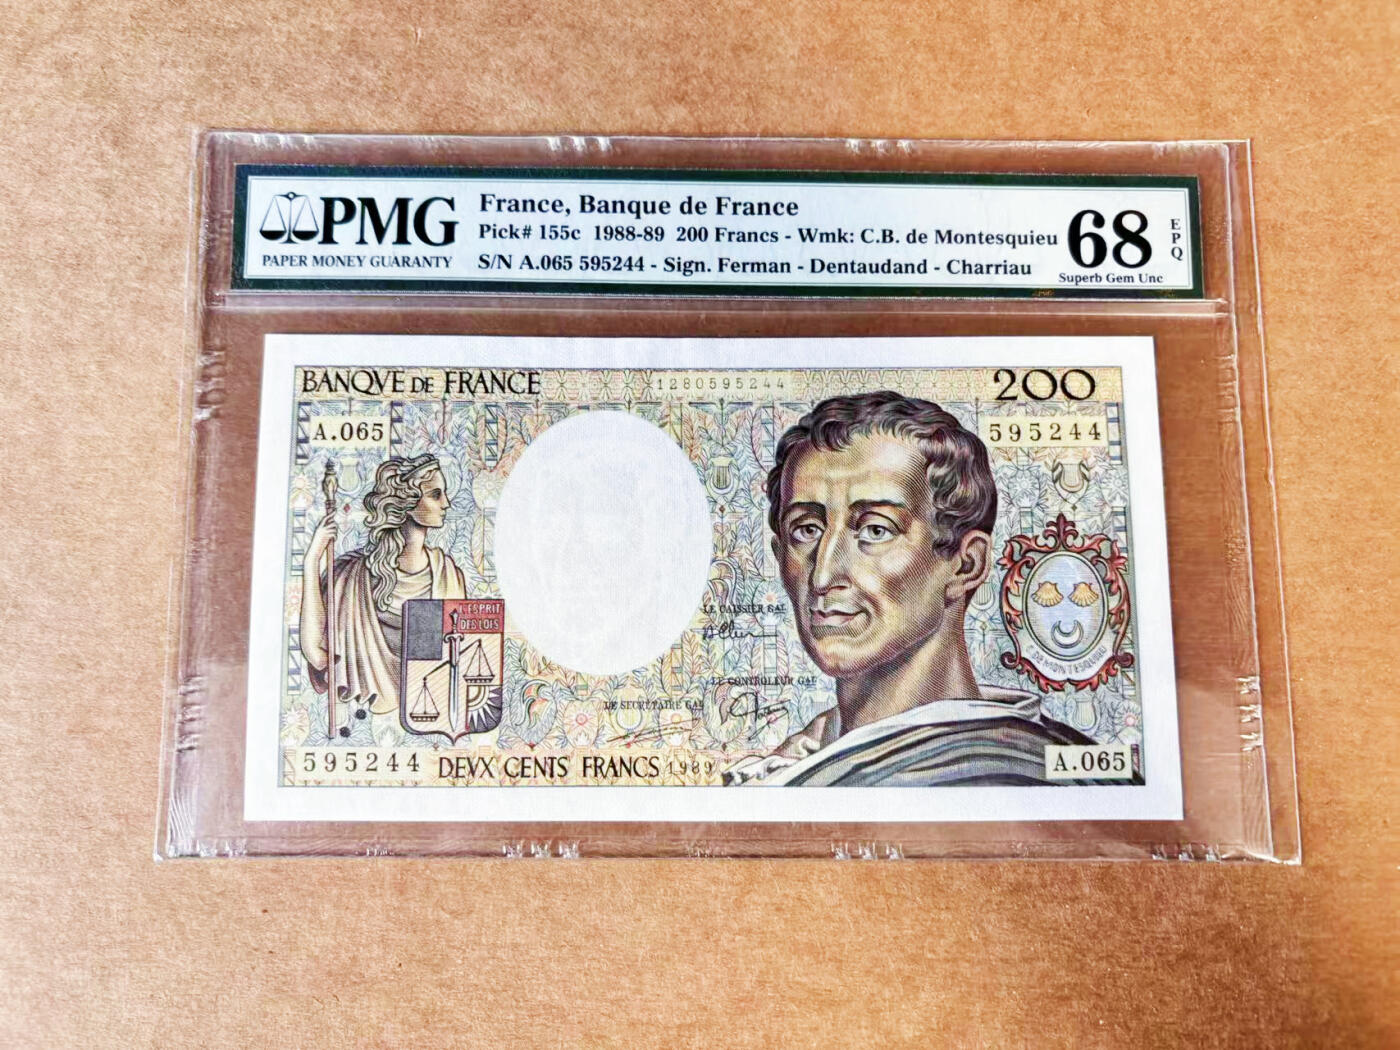 PMG
PAPER MONEY GUARANTY
France, Banque de France
Pick# 155c 1988-89 200 Francs - Wmk: C.B. de Montesquieu
S/N A.065 595244 - Sign. Ferman - Dentaudand - Charriau
68
EPQ
Superb Gem Unc
BANQVE DE FRANCE
1280595244
200
A.065
595244
L'ESPRIT
DES LOIS
LE CAISSIER GAL
LE CONTROLEUR GAL
LE SECRETAIRE GAL
C. DE MONTESQUIEU
595244
DEVX CENTS FRANCS 1989
A.065